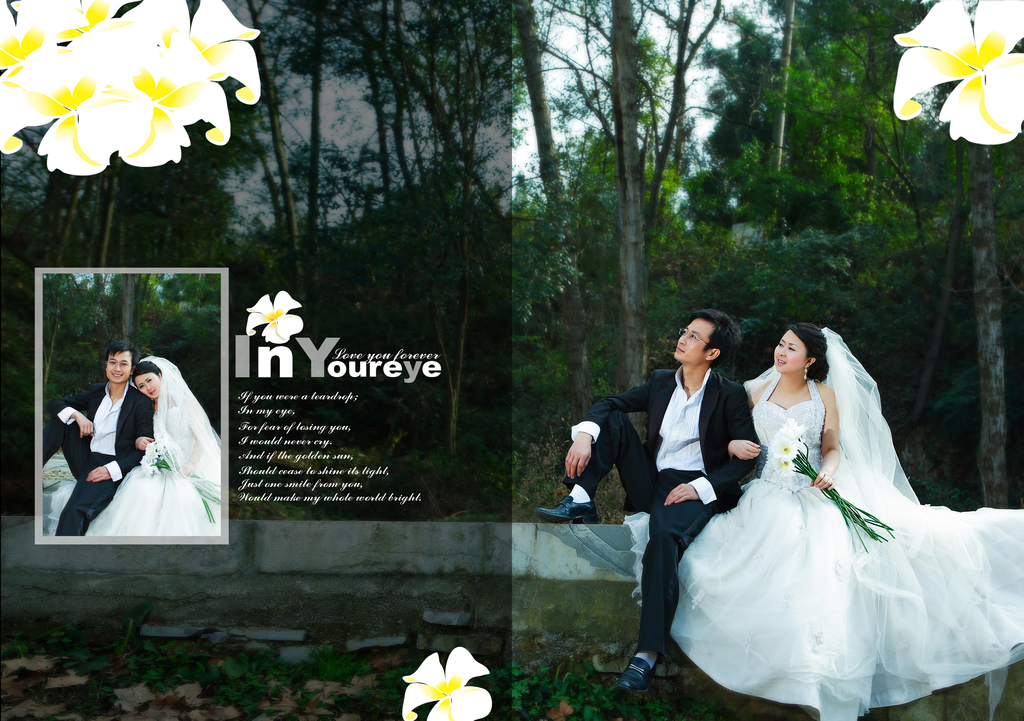 Love you forever
In Youreye
If you were a teardrop;
In my eye,
For fear of losing you,
I would never cry.
And if the golden sun,
Should cease to shine its light,
Just one smile from you,
Would make my whole world bright.